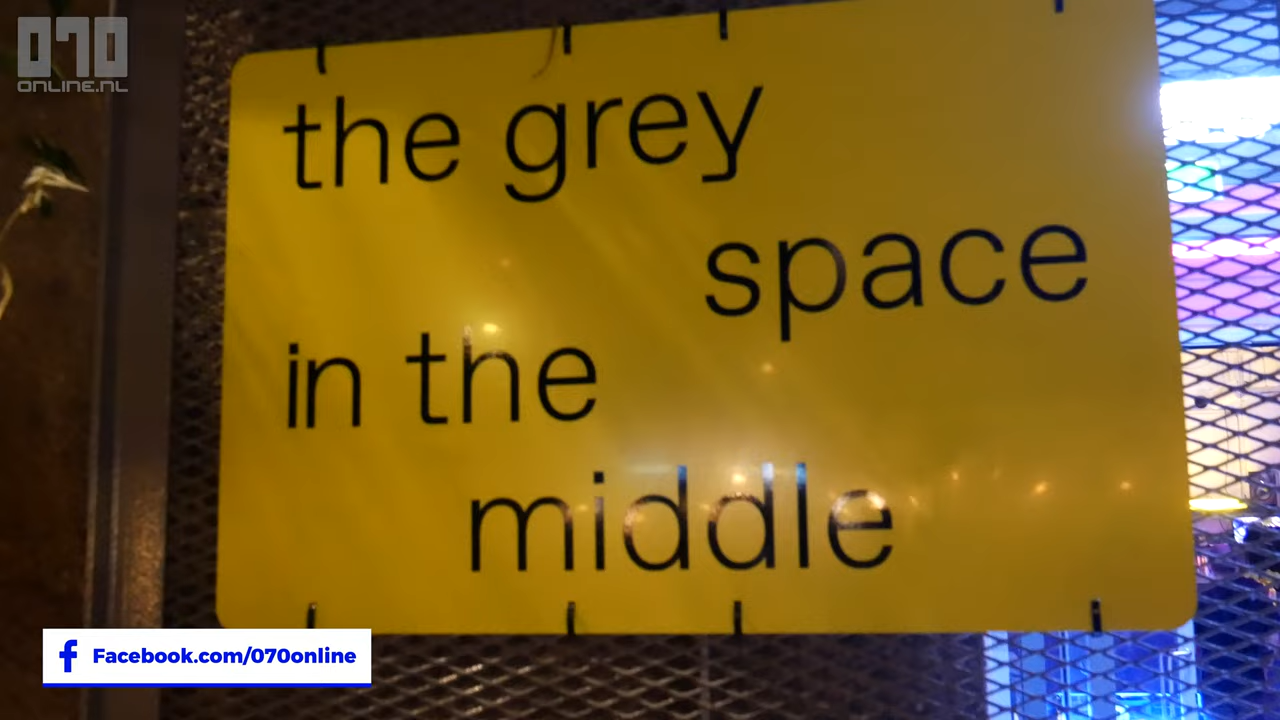 070
ONLINE.NL
the grey
space
in the
middle
Facebook.com/070online